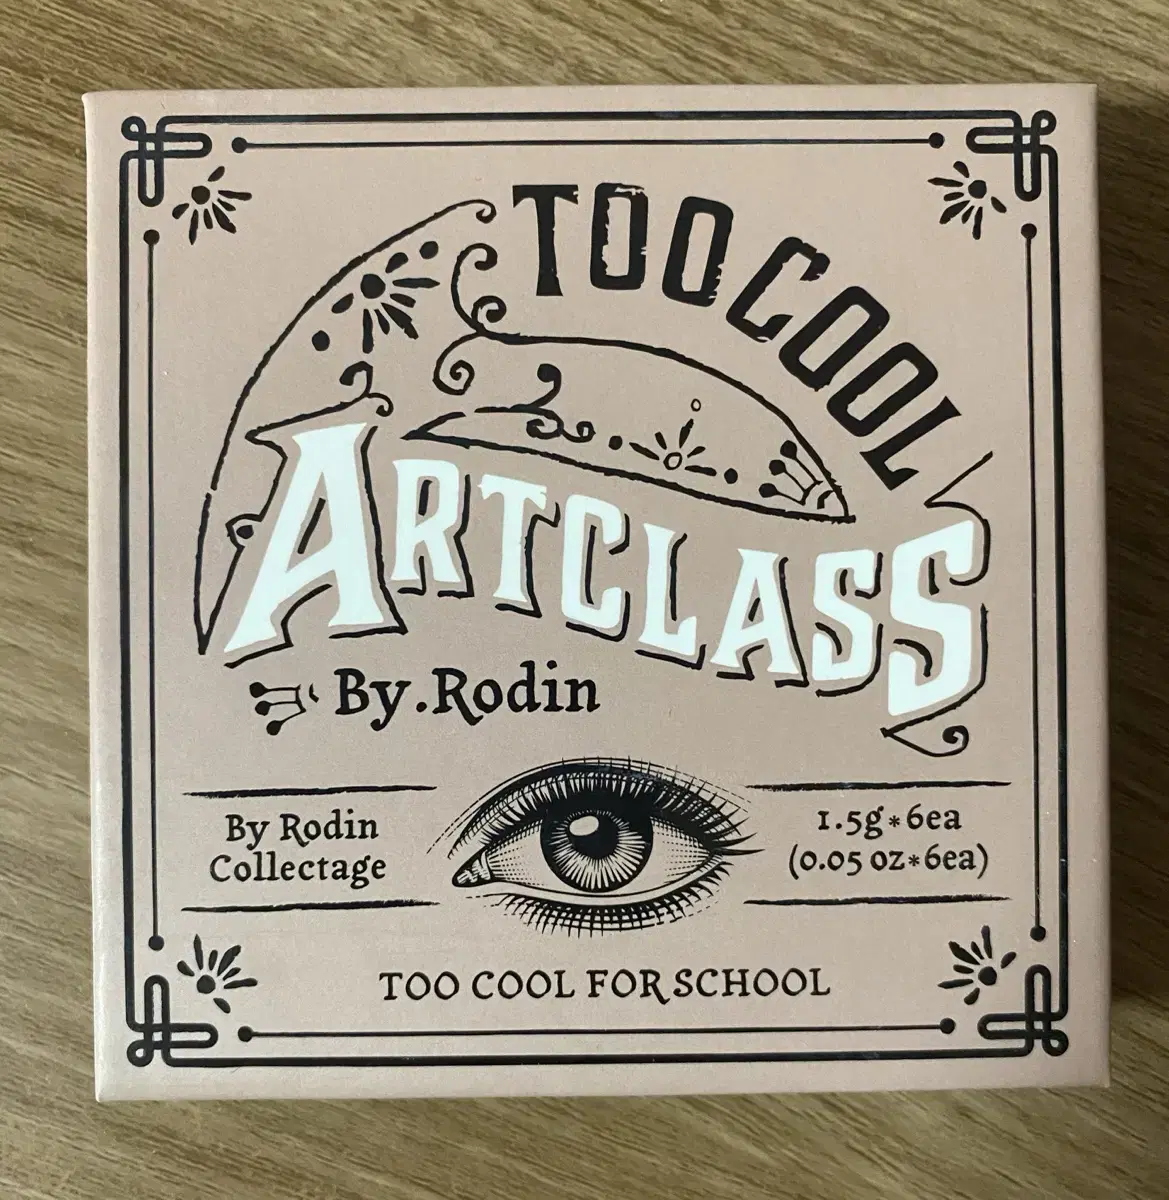 TOO COOL
ARTCLASS
By.Rodin
By Rodin
Collectage
1.5g*6ea
(0.05 oz*6ea)
TOO COOL FOR SCHOOL